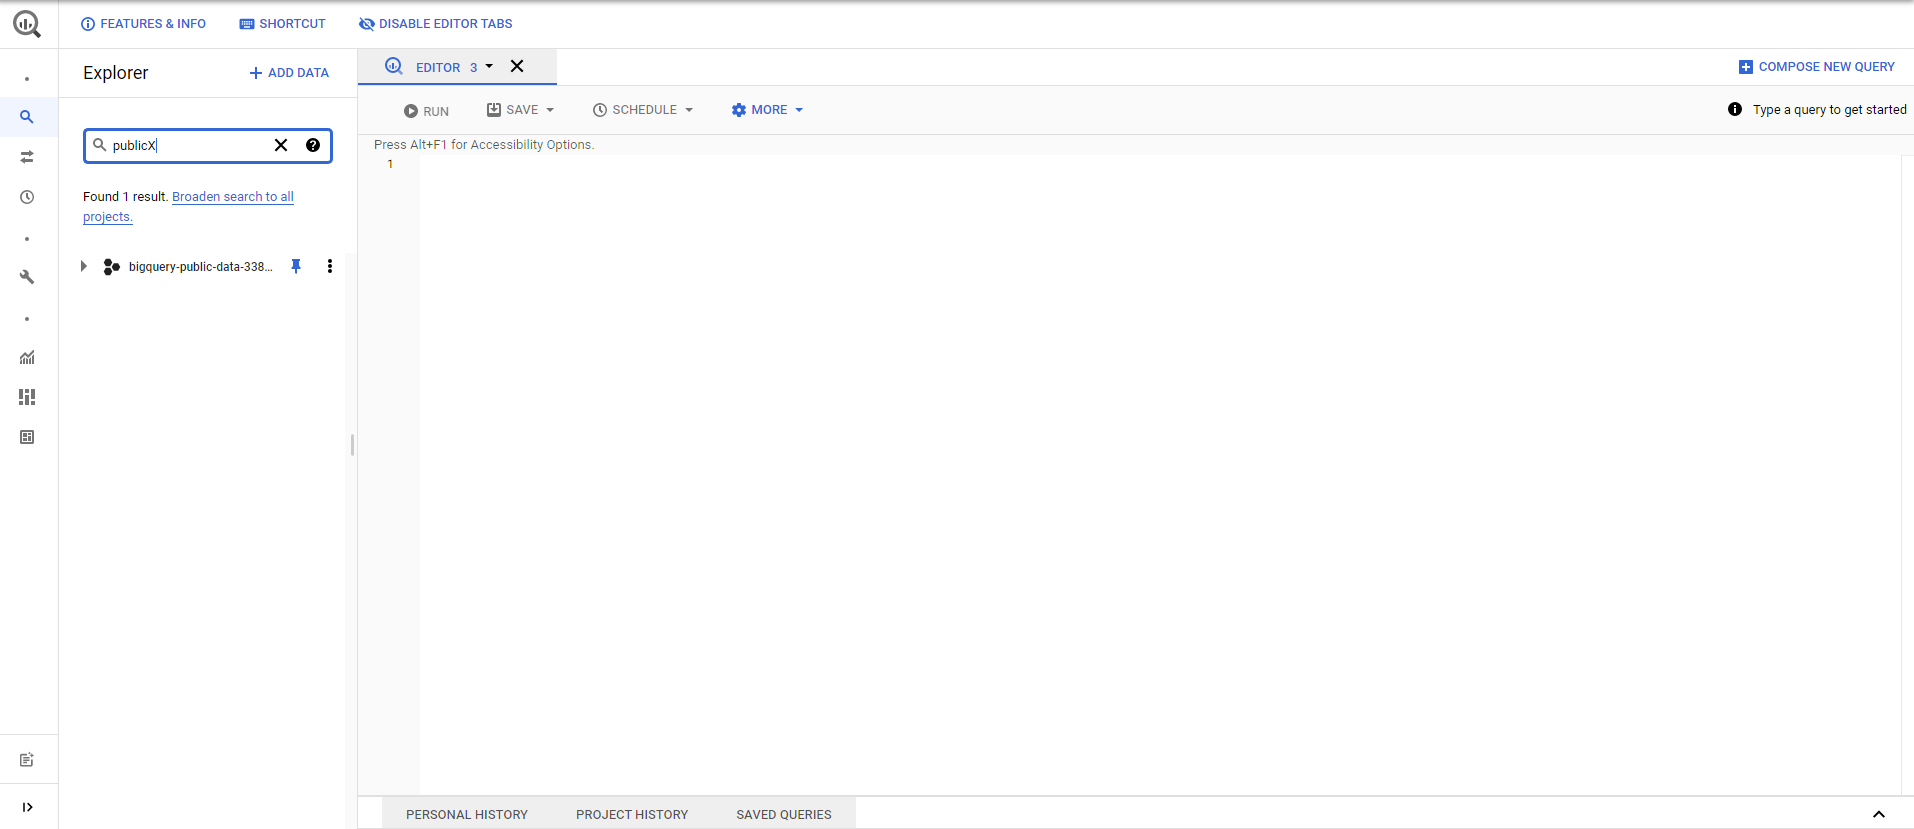 FEATURES & INFO
SHORTCUT
DISABLE EDITOR TABS
Explorer
ADD DATA
EDITOR 3
COMPOSE NEW QUERY
RUN
SAVE
SCHEDULE
MORE
Type a query to get started
publicX
Press Alt+F1 for Accessibility Options.
1
Found 1 result. Broaden search to all
projects.
bigquery-public-data-338...
PERSONAL HISTORY
PROJECT HISTORY
SAVED QUERIES